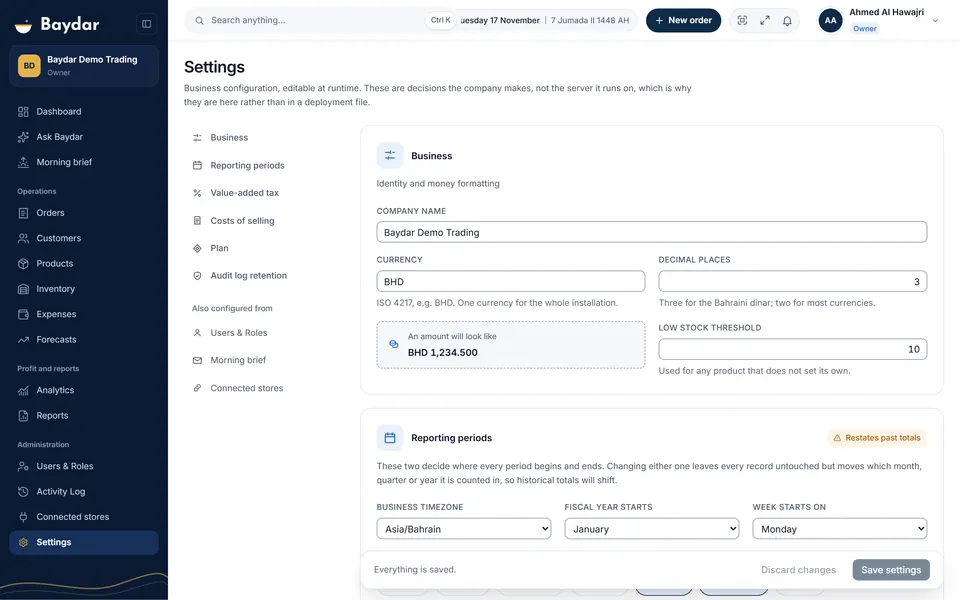 Baydar
Search anything...
Ctrl K
uesday 17 November
7 Jumada II 1448 AH
New order
AA
Ahmed Al Hawajri
Owner
BD
Baydar Demo Trading
Owner
Dashboard
Ask Baydar
Morning brief
Operations
Orders
Customers
Products
Inventory
Expenses
Forecasts
Profit and reports
Analytics
Reports
Administration
Users & Roles
Activity Log
Connected stores
Settings
Settings
Business configuration, editable at runtime. These are decisions the company makes, not the server it runs on, which is why
they are here rather than in a deployment file.
Business
Reporting periods
Value-added tax
Costs of selling
Plan
Audit log retention
Also configured from
Users & Roles
Morning brief
Connected stores
Business
Identity and money formatting
COMPANY NAME
Baydar Demo Trading
CURRENCY
BHD
ISO 4217, e.g. BHD. One currency for the whole installation.
DECIMAL PLACES
3
Three for the Bahraini dinar; two for most currencies.
An amount will look like
BHD 1,234.500
LOW STOCK THRESHOLD
10
Used for any product that does not set its own.
Reporting periods
Restates past totals
These two decide where every period begins and ends. Changing either one leaves every record untouched but moves which month,
quarter or year it is counted in, so historical totals will shift.
BUSINESS TIMEZONE
Asia/Bahrain
FISCAL YEAR STARTS
January
WEEK STARTS ON
Monday
Everything is saved.
Discard changes
Save settings